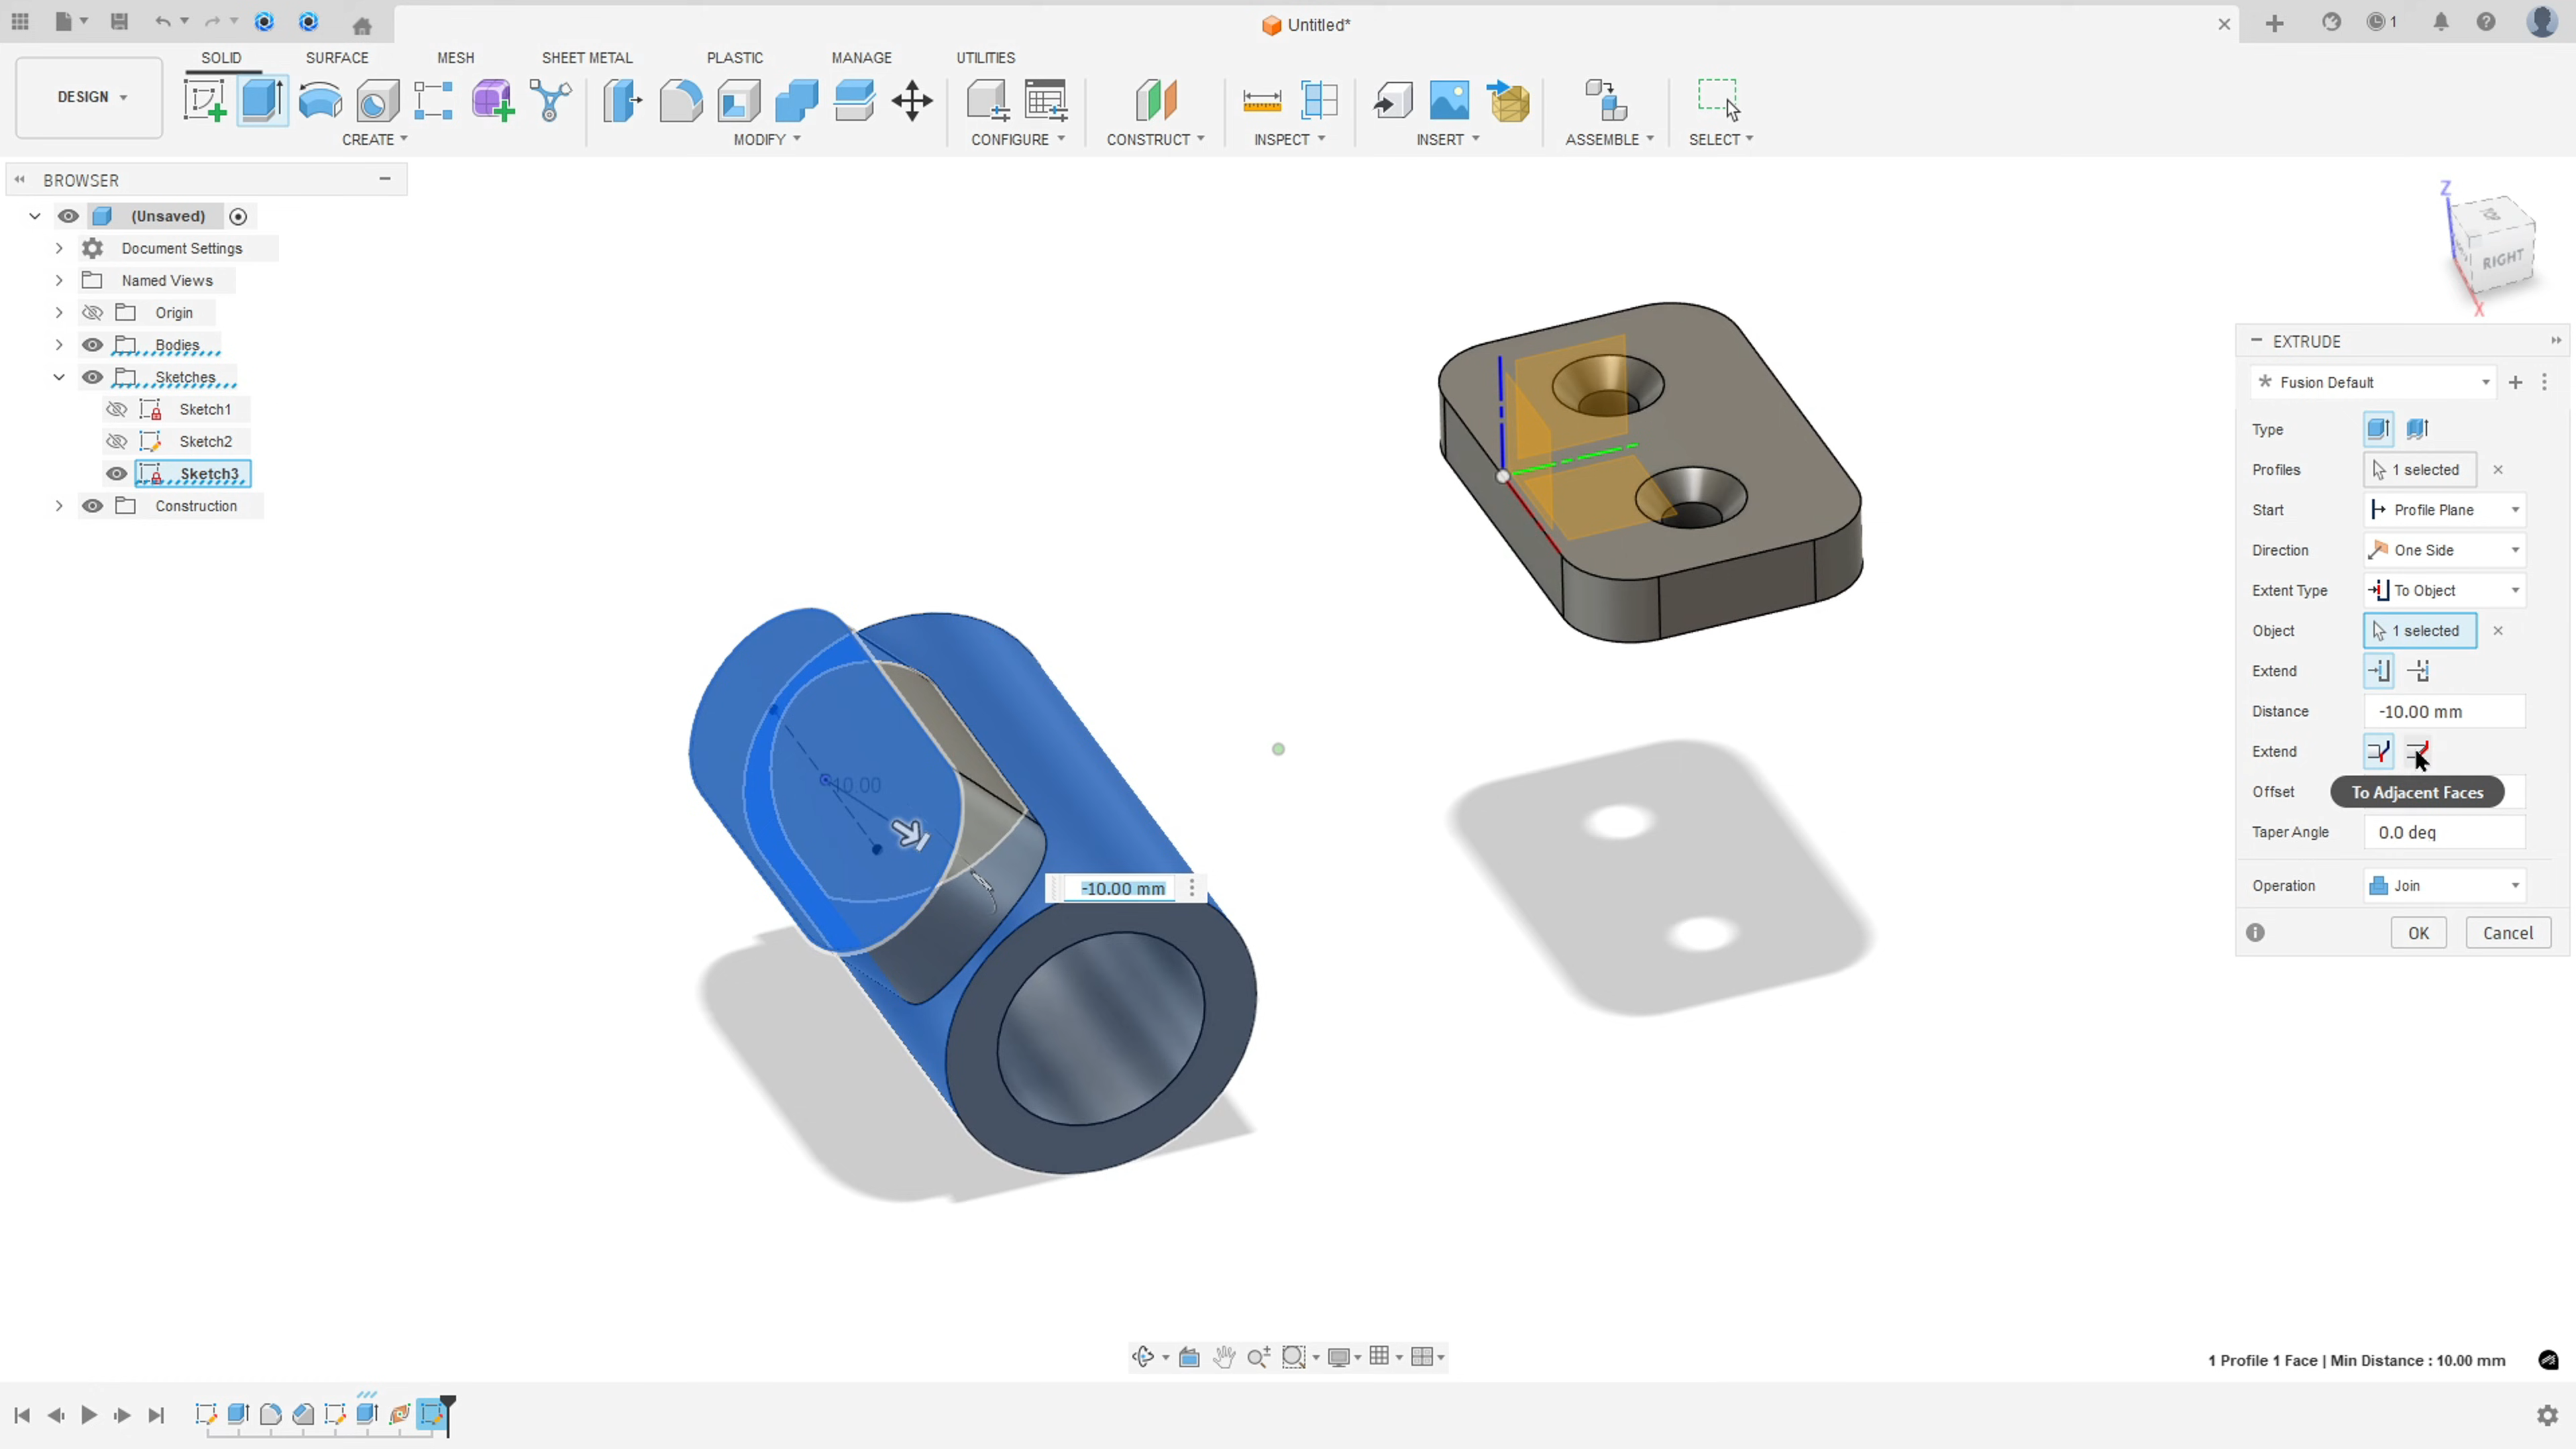 Untitled*
1
DESIGN
SOLID
SURFACE
MESH
SHEET METAL
PLASTIC
MANAGE
UTILITIES
CREATE
MODIFY
CONFIGURE
CONSTRUCT
INSPECT
INSERT
ASSEMBLE
SELECT
BROWSER
(Unsaved)
Document Settings
Named Views
Origin
Bodies
Sketches
Sketch1
Sketch2
Sketch3
Construction
Z
RIGHT
X
EXTRUDE
Fusion Default
Type
Profiles 1 selected
Start Profile Plane
Direction One Side
Extent Type To Object
Object 1 selected
Extend
Distance -10.00 mm
Extend
Offset
To Adjacent Faces
Taper Angle 0.0 deg
Operation Join
OK Cancel
10.00
-10.00 mm
1 Profile 1 Face | Min Distance : 10.00 mm